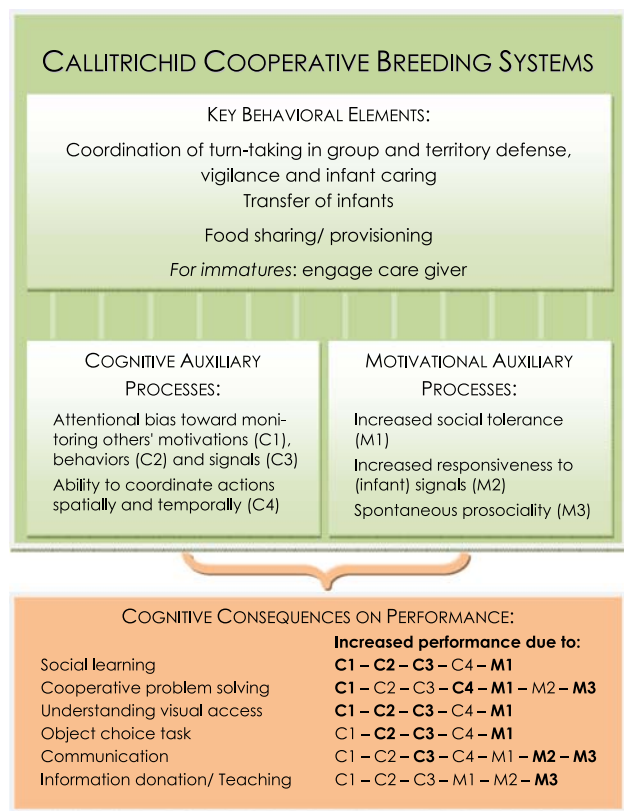 CALLITRICHID COOPERATIVE BREEDING SYSTEMS
KEY BEHAVIORAL ELEMENTS:
Coordination of turn-taking in group and territory defense,
vigilance and infant caring
Transfer of infants
Food sharing/ provisioning
For immatures: engage care giver
COGNITIVE AUXILIARY
PROCESSES:
Attentional bias toward moni-
toring others' motivations (C1),
behaviors (C2) and signals (C3)
Ability to coordinate actions
spatially and temporally (C4)
MOTIVATIONAL AUXILIARY
PROCESSES:
Increased social tolerance
(M1)
Increased responsiveness to
(infant) signals (M2)
Spontaneous prosociality (M3)
COGNITIVE CONSEQUENCES ON PERFORMANCE:
Increased performance due to:
Social learning C1 – C2 – C3 – C4 – M1
Cooperative problem solving C1 – C2 – C3 – C4 – M1 – M2 – M3
Understanding visual access C1 – C2 – C3 – C4 – M1
Object choice task C1 – C2 – C3 – C4 – M1
Communication C1 – C2 – C3 – C4 – M1 – M2 – M3
Information donation/ Teaching C1 – C2 – C3 – M1 – M2 – M3